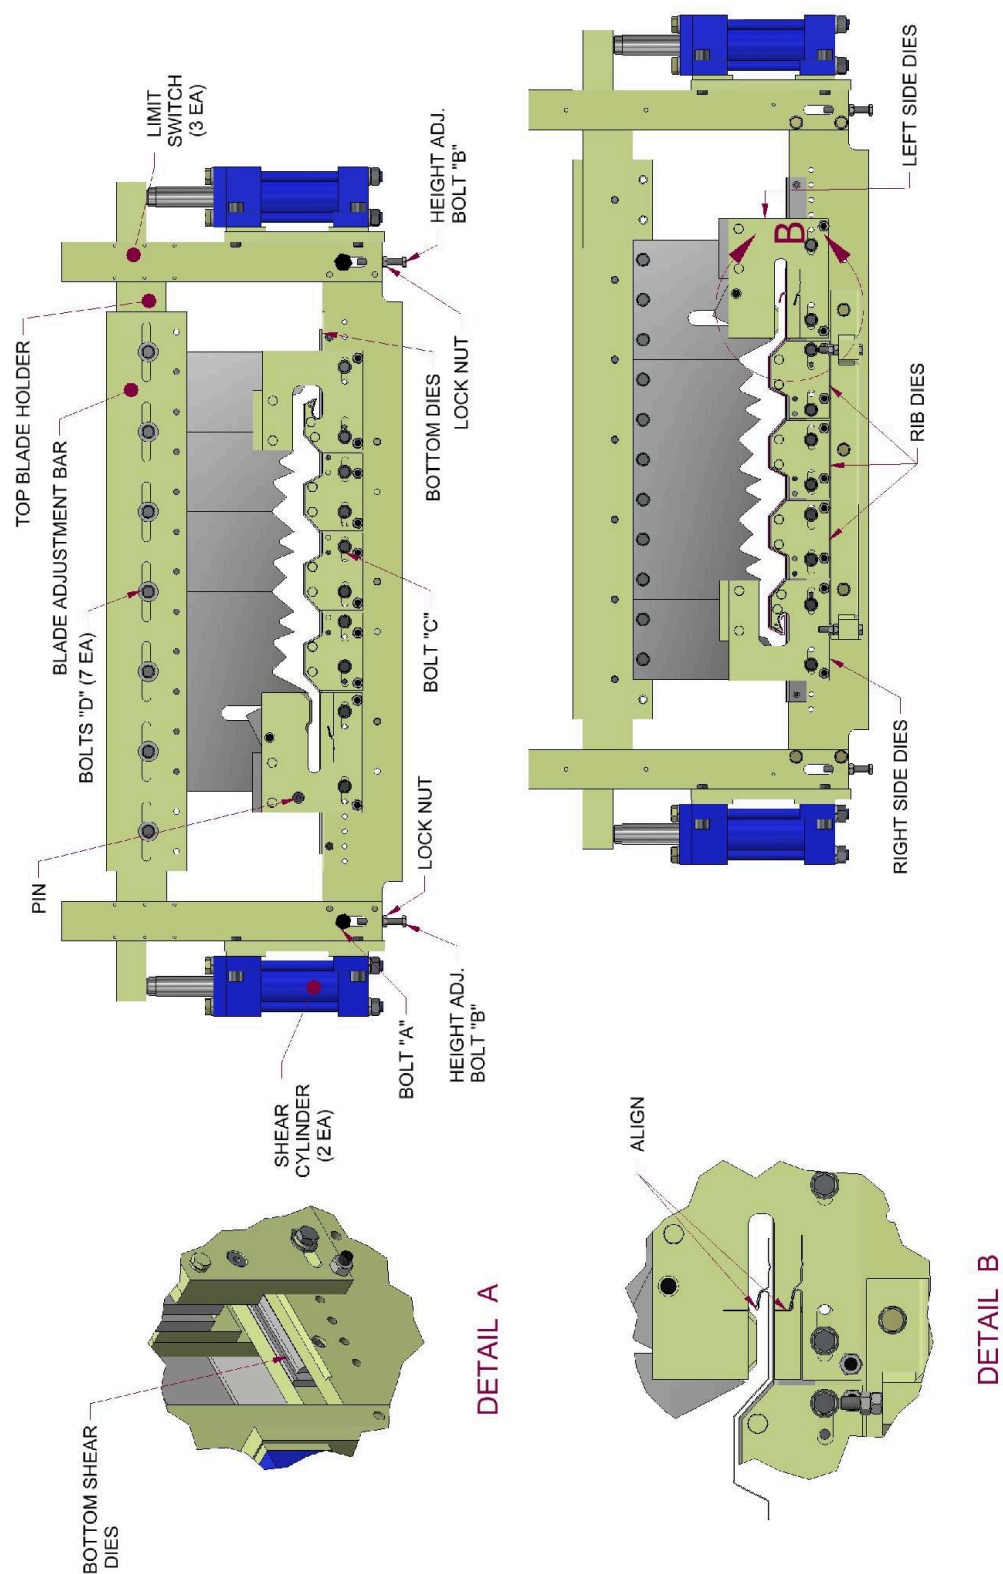 BOTTOM SHEAR
DIES
DETAIL A
SHEAR
CYLINDER
(2 EA)
BOLT "A"
HEIGHT ADJ.
BOLT "B"
LOCK NUT
PIN
BOLTS "D" (7 EA)
BLADE ADJUSTMENT BAR
TOP BLADE HOLDER
LIMIT
SWITCH
(3 EA)
BOLT "C"
BOTTOM DIES
LOCK NUT
HEIGHT ADJ.
BOLT "B"
ALIGN
DETAIL B
RIGHT SIDE DIES
RIB DIES
LEFT SIDE DIES
B